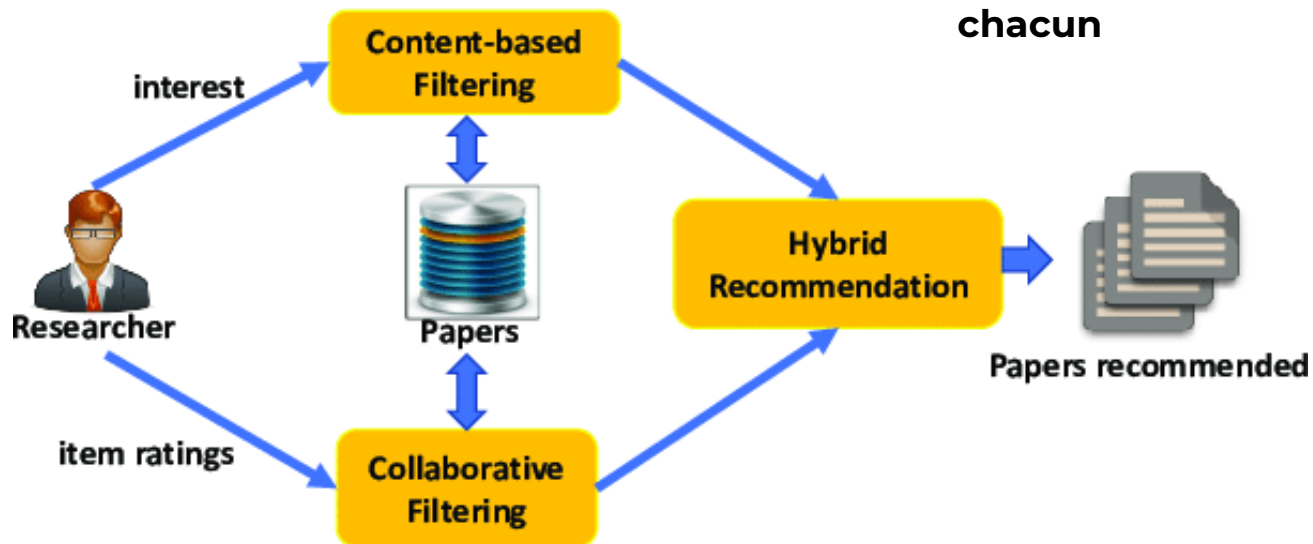 chacun
Content-based
Filtering
interest
Hybrid
Recommendation
Researcher
Papers
Papers recommended
item ratings
Collaborative
Filtering